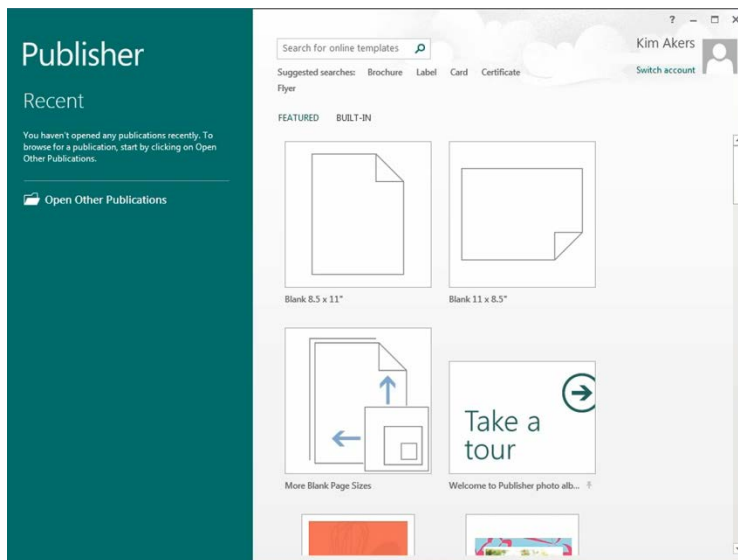 Publisher
Recent
You haven't opened any publications recently. To
browse for a publication, start by clicking on Open
Other Publications.
Open Other Publications
?
Kim Akers
Switch account
Search for online templates
Suggested searches: Brochure Label Card Certificate
Flyer
FEATURED BUILT-IN
Blank 8.5 x 11"
Blank 11 x 8.5"
More Blank Page Sizes
Take a
tour
Welcome to Publisher photo alb...